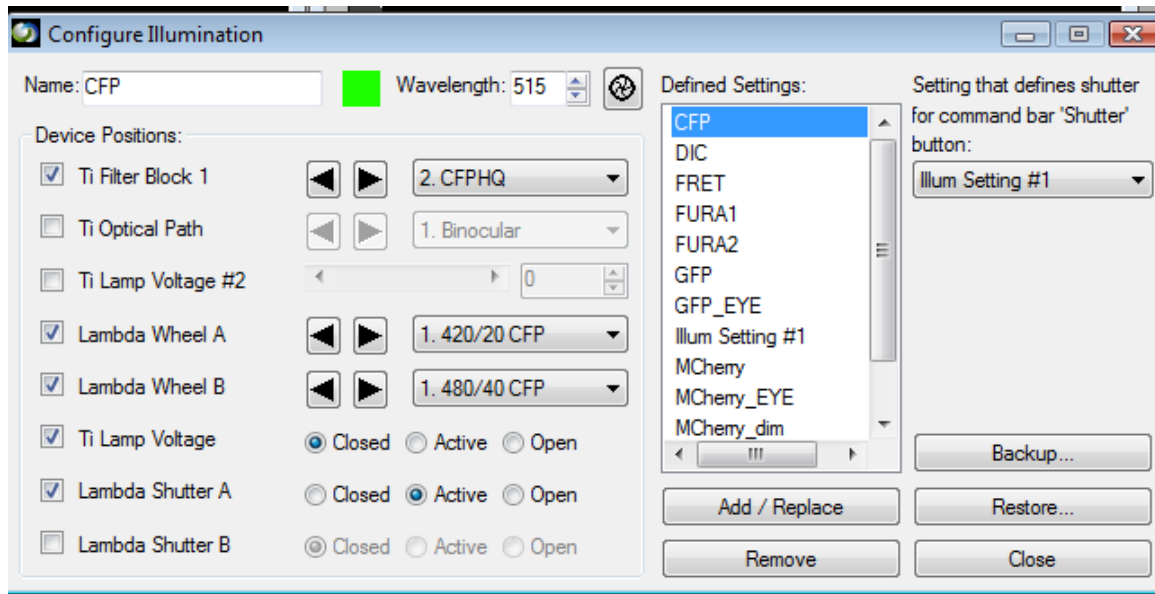 Configure Illumination
Name: CFP
Wavelength: 515
Device Positions:
Ti Filter Block 1
2. CFPHQ
Ti Optical Path
1. Binocular
Ti Lamp Voltage #2
0
Lambda Wheel A
1. 420/20 CFP
Lambda Wheel B
1. 480/40 CFP
Ti Lamp Voltage
Closed Active Open
Lambda Shutter A
Closed Active Open
Lambda Shutter B
Closed Active Open
Defined Settings:
CFP
DIC
FRET
FURA1
FURA2
GFP
GFP_EYE
Illum Setting #1
MCherry
MCherry_EYE
MCherry_dim
Add / Replace
Remove
Setting that defines shutter
for command bar 'Shutter'
button:
Illum Setting #1
Backup...
Restore...
Close